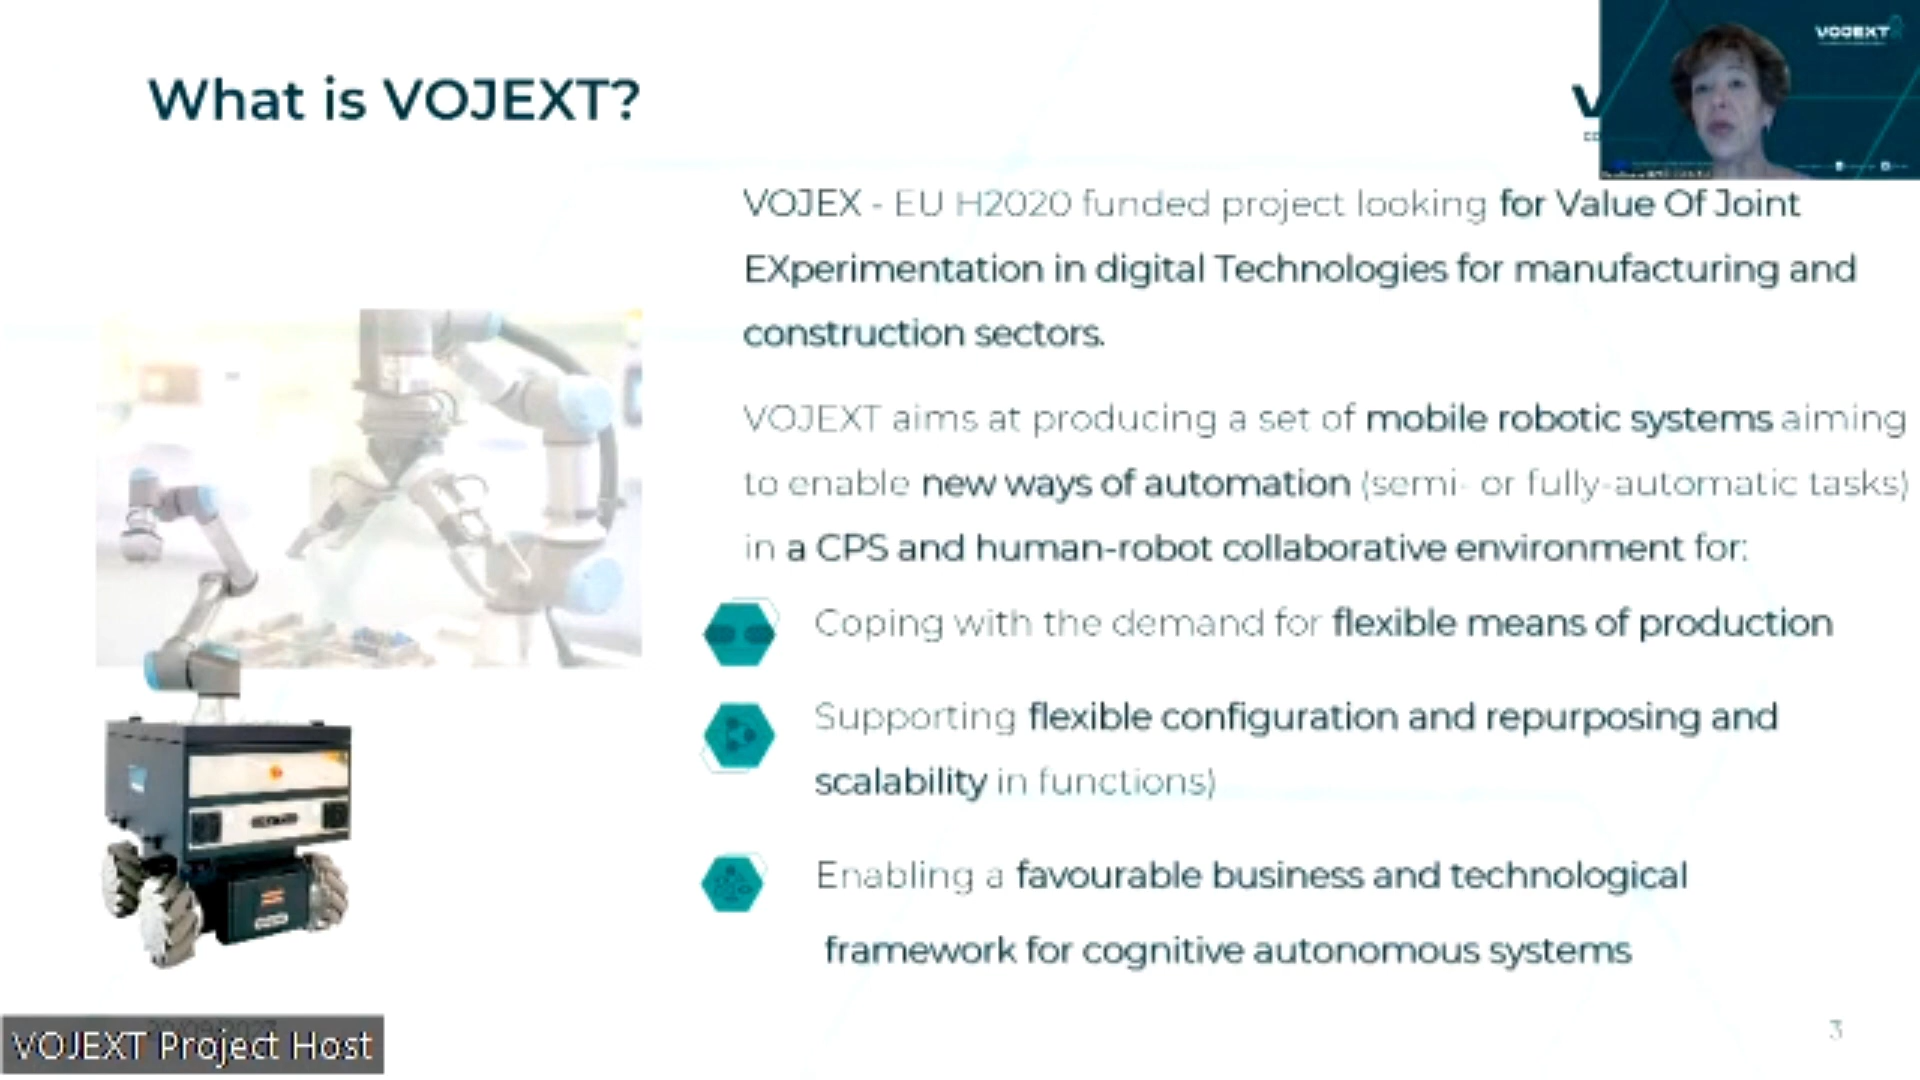 What is VOJEXT?
VOJEXT
VOJEX - EU H2020 funded project looking for Value Of Joint
EXperimentation in digital Technologies for manufacturing and
construction sectors.
VOJEXT aims at producing a set of mobile robotic systems aiming
to enable new ways of automation (semi- or fully-automatic tasks)
in a CPS and human-robot collaborative environment for:
Coping with the demand for flexible means of production
Supporting flexible configuration and repurposing and
scalability in functions)
Enabling a favourable business and technological
framework for cognitive autonomous systems
VOJEXT Project Host
3